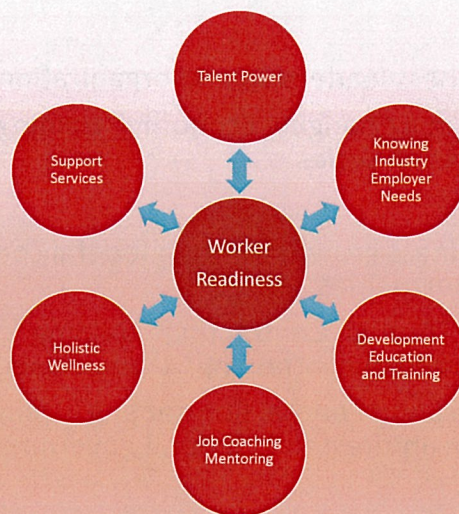 Talent Power
Support
Services
Knowing
Industry
Employer
Needs
Worker
Readiness
Holistic
Wellness
Development
Education
and Training
Job Coaching
Mentoring